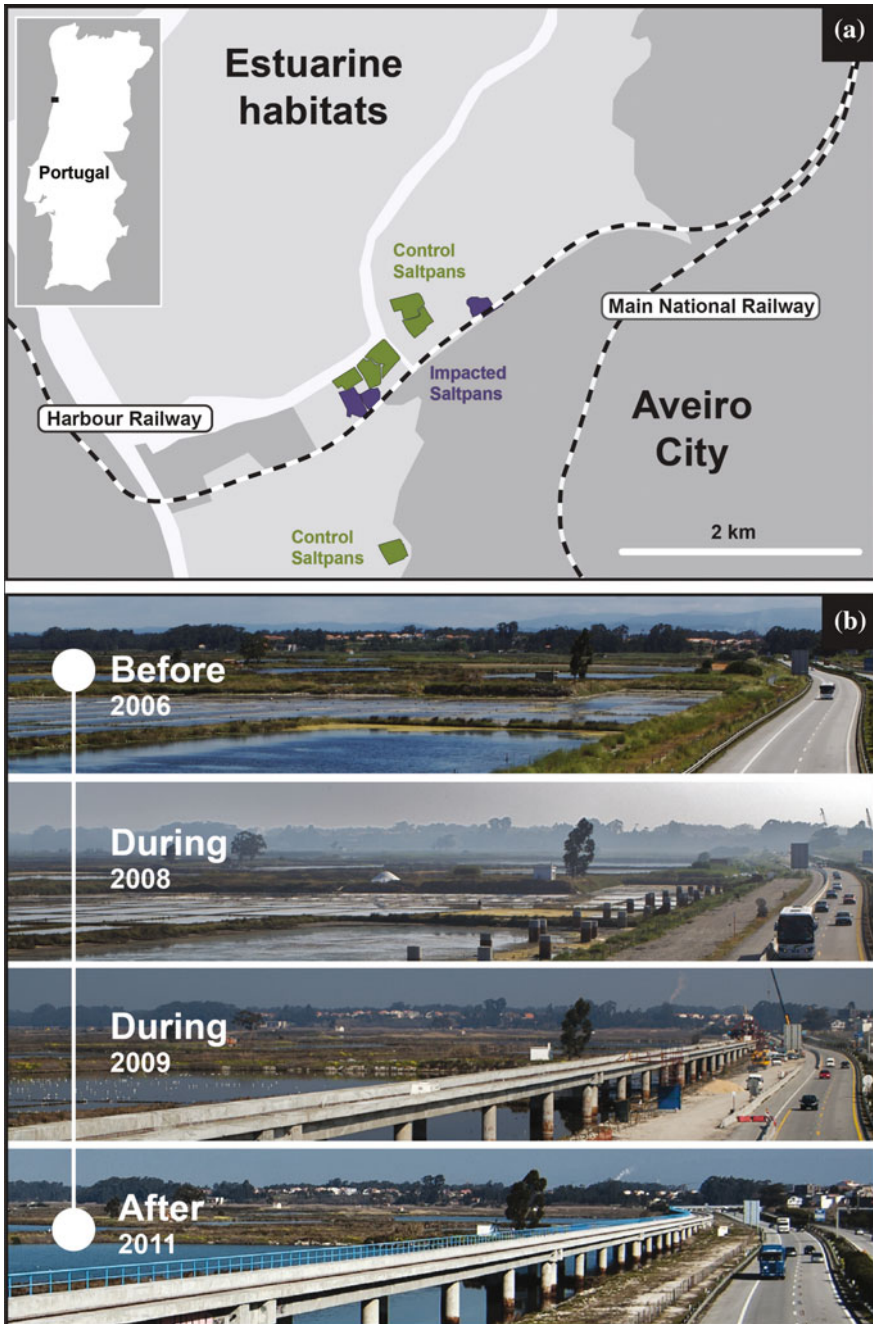 (a)
Estuarine
habitats
Portugal
Control
Saltpans
Main National Railway
Impacted
Saltpans
Harbour Railway
Aveiro
City
Control
Saltpans
2 km
(b)
Before
2006
During
2008
During
2009
After
2011